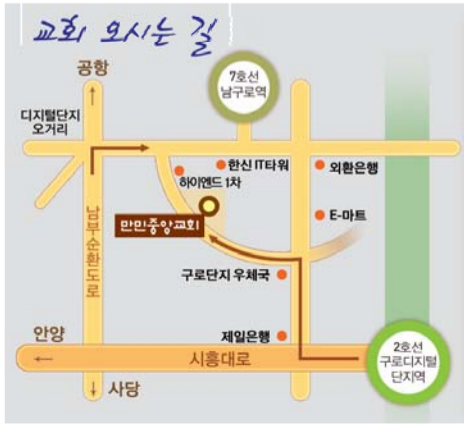 교회 오시는 길
공항
7호선
남구로역
디지털단지
오거리
한신 IT타워
외환은행
하이엔드 1차
만민중앙교회
E-마트
남부순환도로
구로단지 우체국
제일은행
안양
시흥대로
2호선
구로디지털
단지역
사당